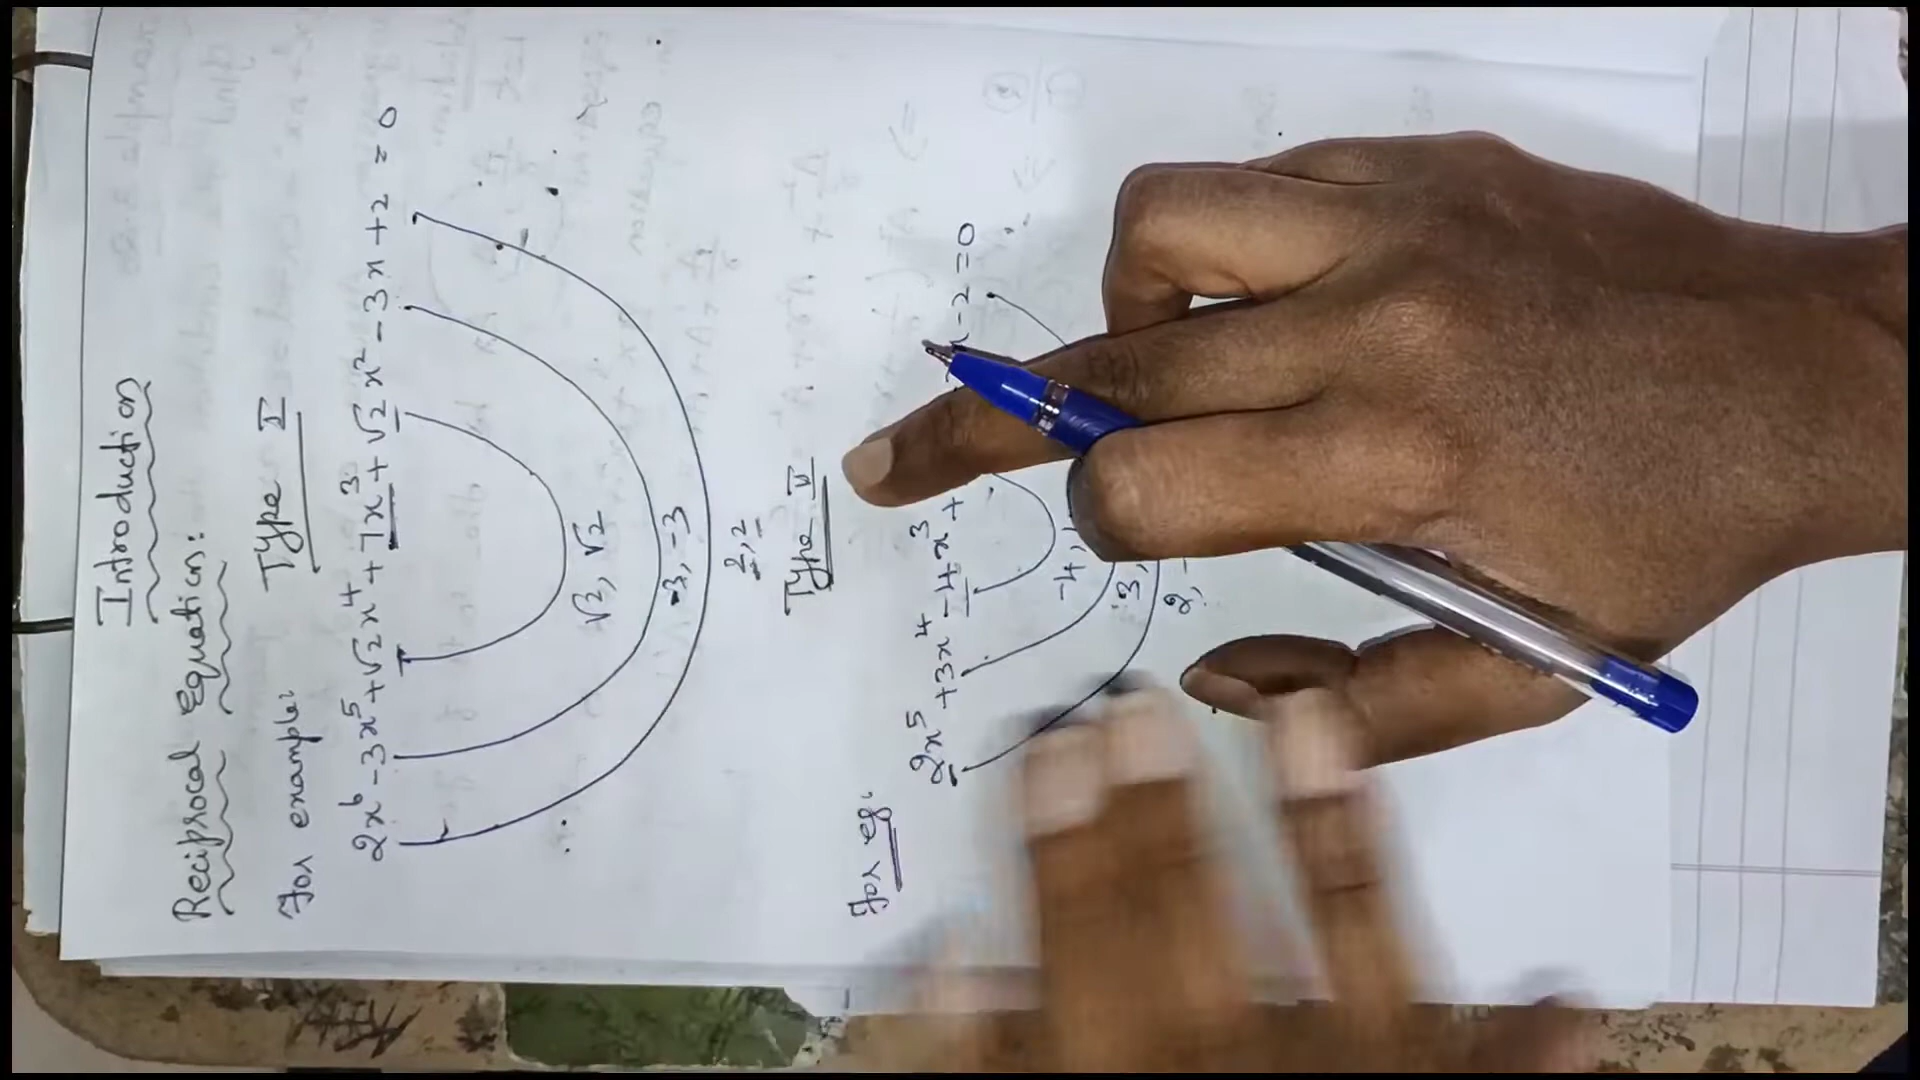 Introduction
Reciprocal equation:
Type I
For example:
2x⁶ - 3x⁵ + √2x⁴ + 7x³ + √2x² - 3x + 2 = 0
√2, √2
-3, -3
2, 2
Type II
For eg:
2x⁵ + 3x⁴ - 4x³ + x - 2 = 0
-4,
3,
2, -